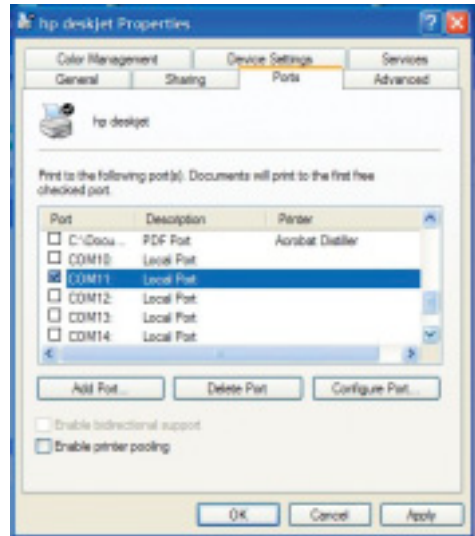 hp deskjet Properties
Color Management Device Settings Services
General Sharing Ports Advanced
hp deskjet
Print to the following port(s). Documents will print to the first free
checked port.
Port Description Printer
C:\Docu... PDF Port Acrobat Distiller
COM10: Local Port
COM11: Local Port
COM12: Local Port
COM13: Local Port
COM14: Local Port
Add Port... Delete Port Configure Port...
Enable bidirectional support
Enable printer pooling
OK Cancel Apply